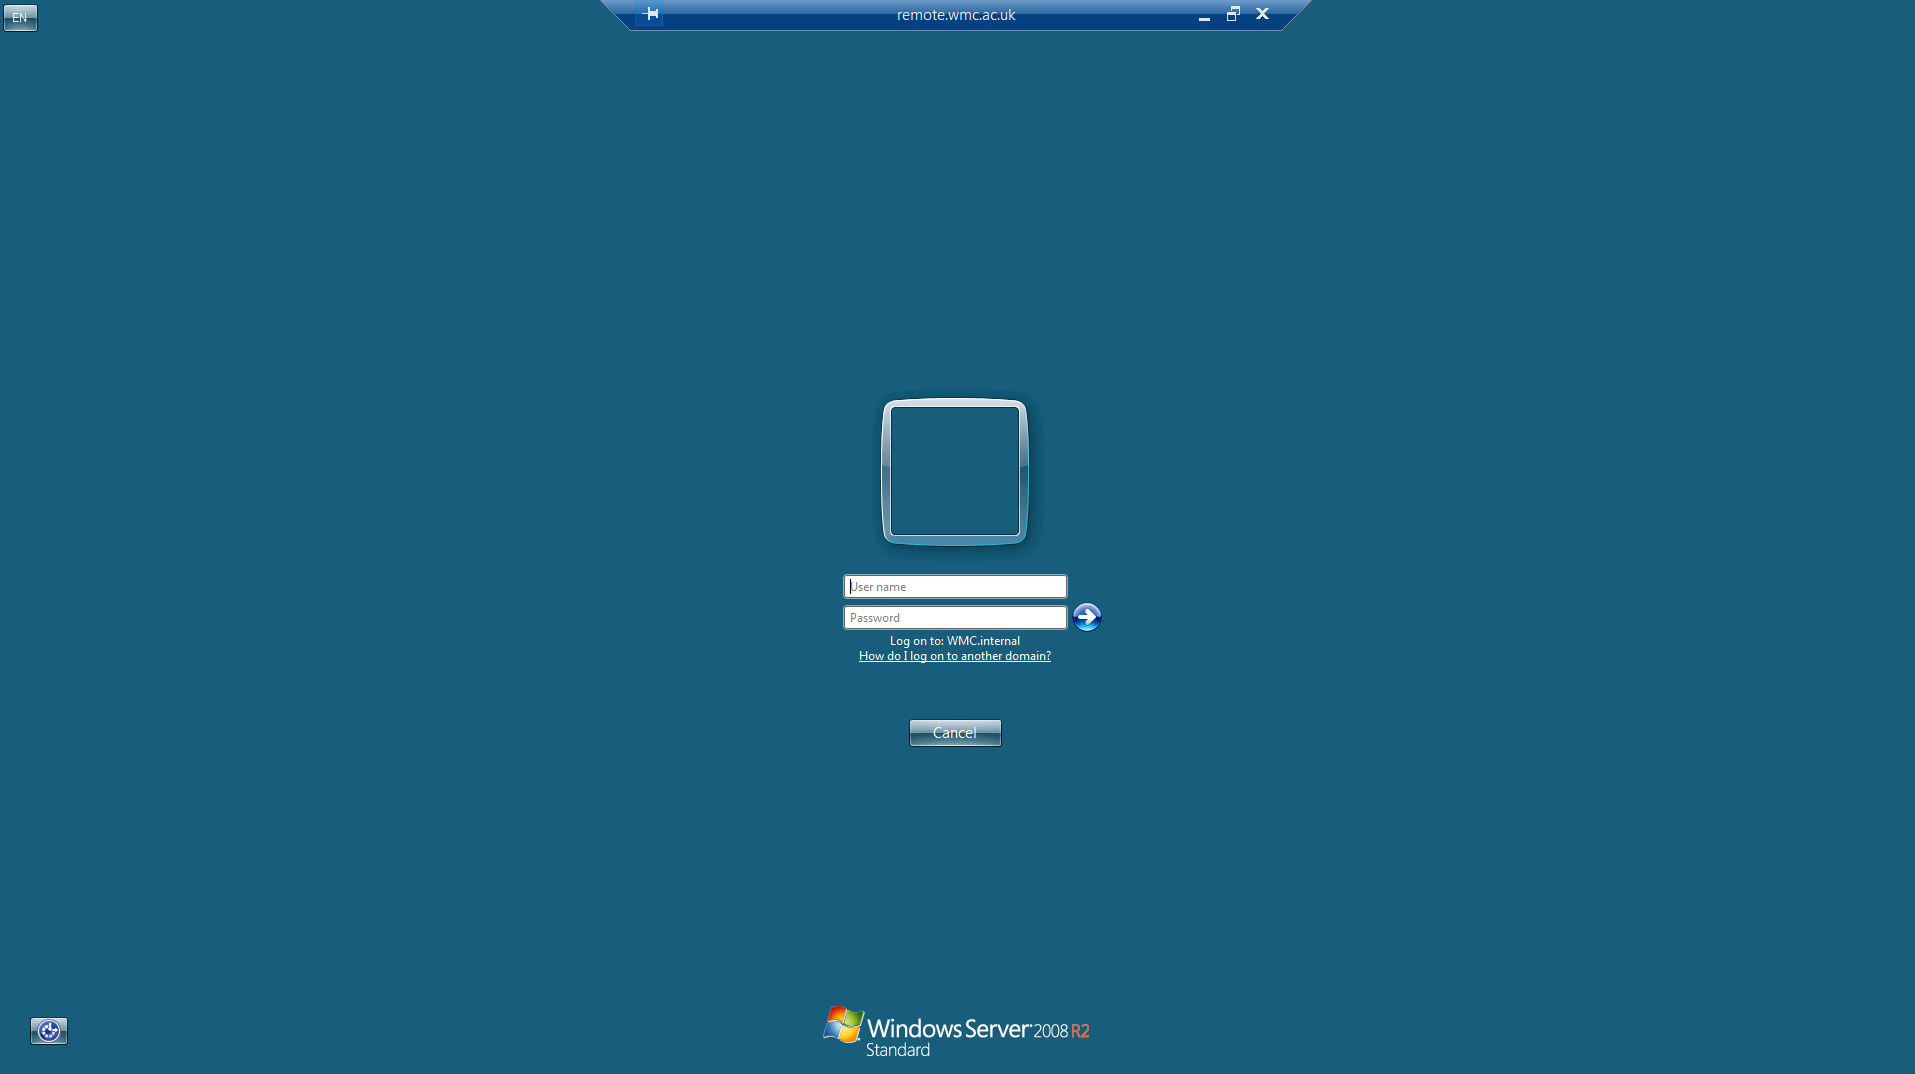 EN
remote.wmc.ac.uk
User name
Password
Log on to: WMC.internal
How do I log on to another domain?
Cancel
Windows Server 2008 R2
Standard